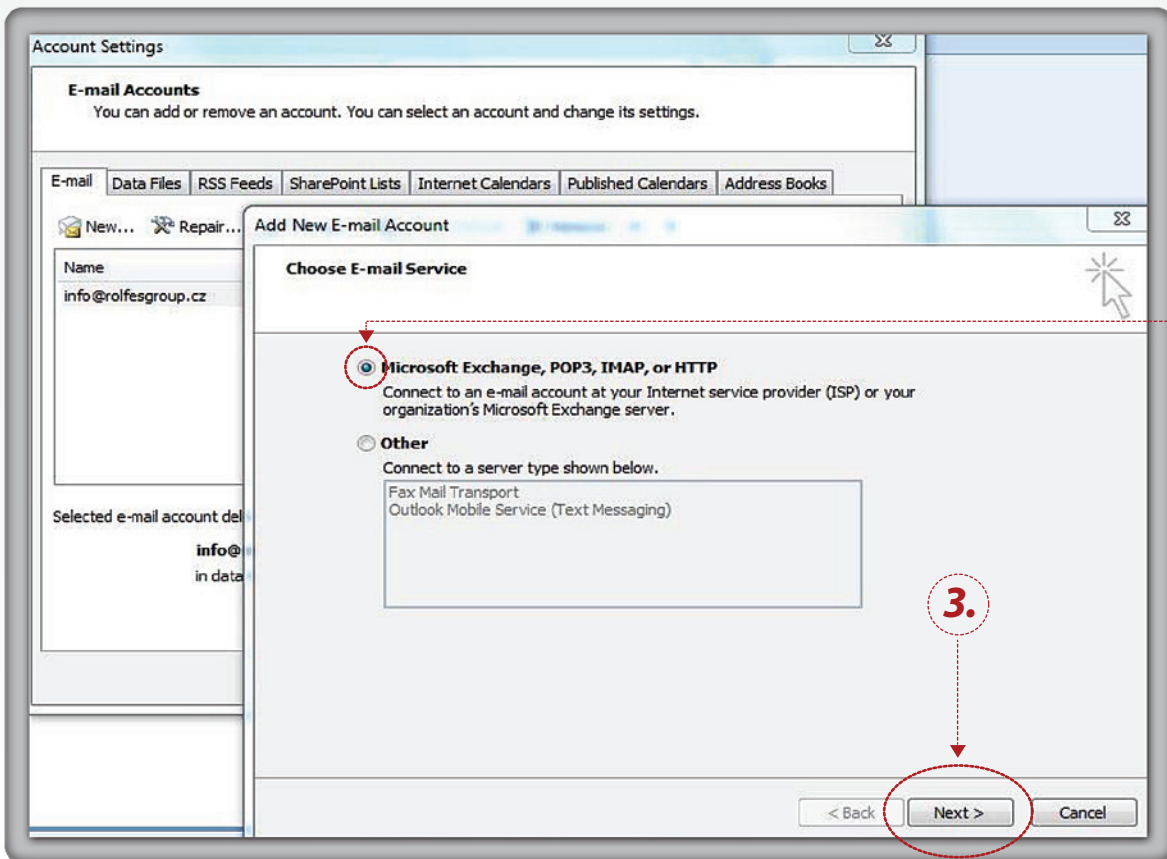 Account Settings
E-mail Accounts
You can add or remove an account. You can select an account and change its settings.
E-mail Data Files RSS Feeds SharePoint Lists Internet Calendars Published Calendars Address Books
New... Repair...
Name
info@rolfesgroup.cz
Selected e-mail account del
info@
in data
Add New E-mail Account
Choose E-mail Service
Microsoft Exchange, POP3, IMAP, or HTTP
Connect to an e-mail account at your Internet service provider (ISP) or your
organization's Microsoft Exchange server.
Other
Connect to a server type shown below.
Fax Mail Transport
Outlook Mobile Service (Text Messaging)
3.
< Back Next > Cancel